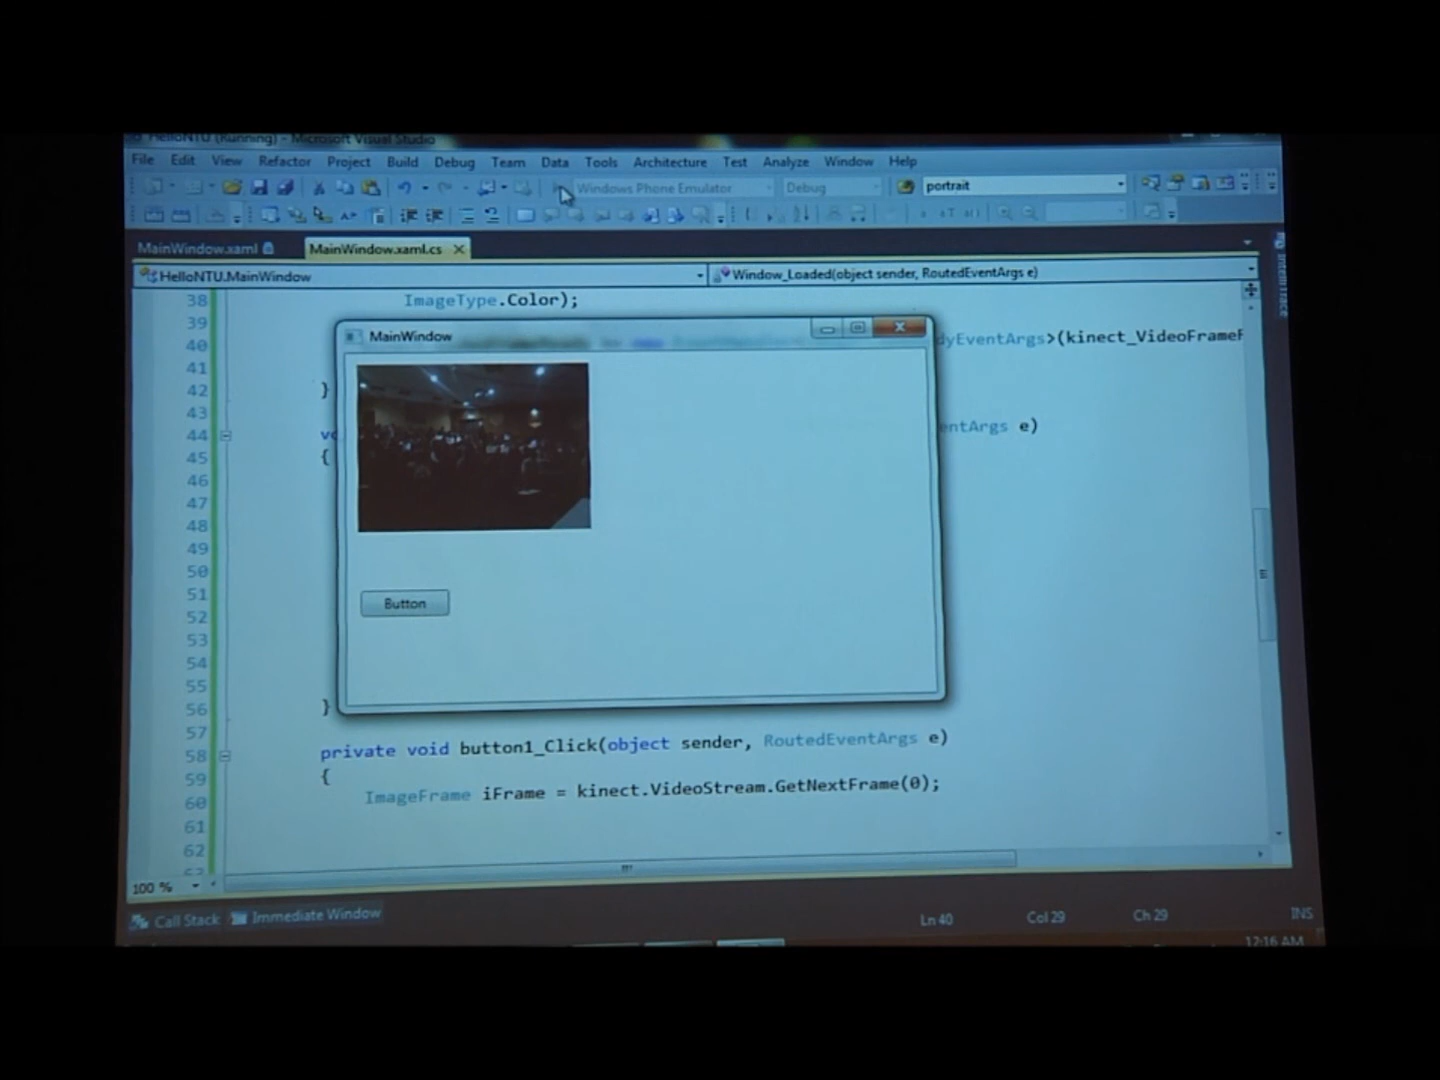 HelloNTU (Running) - Microsoft Visual Studio
File Edit View Refactor Project Build Debug Team Data Tools Architecture Test Analyze Window Help
Windows Phone Emulator Debug portrait
MainWindow.xaml MainWindow.xaml.cs
HelloNTU.MainWindow Window_Loaded(object sender, RoutedEventArgs e)
IntelliTrace
38 ImageType.Color);
39
MainWindow
40 dyEventArgs>(kinect_VideoFrameF
41
42 }
43
44 vo entArgs e)
45 {
46
47
48
49
50
51
Button
52
53
54
55
56 }
57
58 private void button1_Click(object sender, RoutedEventArgs e)
59 {
60 ImageFrame iFrame = kinect.VideoStream.GetNextFrame(0);
61
62
100 %
Call Stack Immediate Window Ln 40 Col 29 Ch 29 INS
12:16 AM